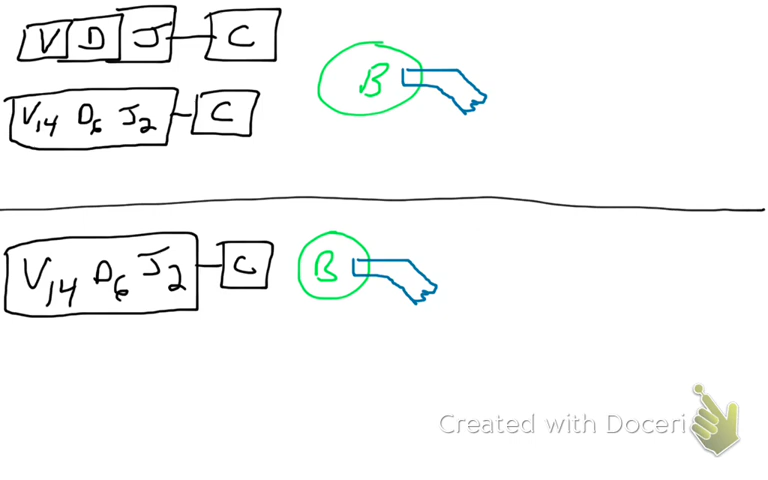 V D J C
B
V14 D6 J2 C
V14 D6 J2 C B
Created with Doceri